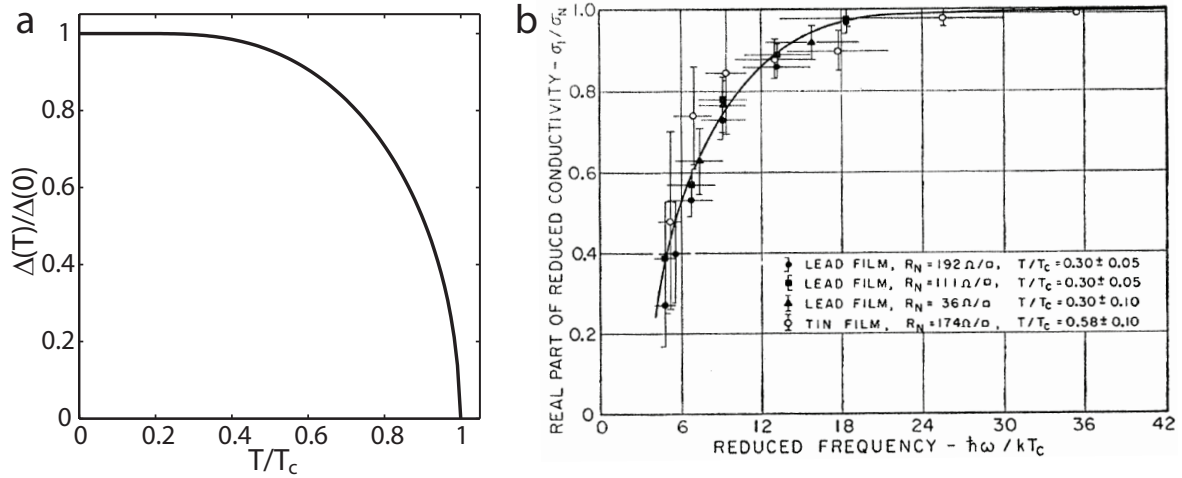 a
Δ(T)/Δ(0)
1
0.8
0.6
0.4
0.2
0
0
0.2
0.4
0.6
0.8
1
T/Tc
b
REAL PART OF REDUCED CONDUCTIVITY - σ₁/σN
1.0
0.8
0.6
0.4
0.2
0
LEAD FILM, RN = 192Ω/□, T/Tc = 0.30 ± 0.05
LEAD FILM, RN = 111Ω/□, T/Tc = 0.30 ± 0.05
LEAD FILM, RN = 36Ω/□, T/Tc = 0.30 ± 0.10
TIN FILM, RN = 174Ω/□, T/Tc = 0.58 ± 0.10
0
6
12
18
24
30
36
42
REDUCED FREQUENCY - ħω/kTc